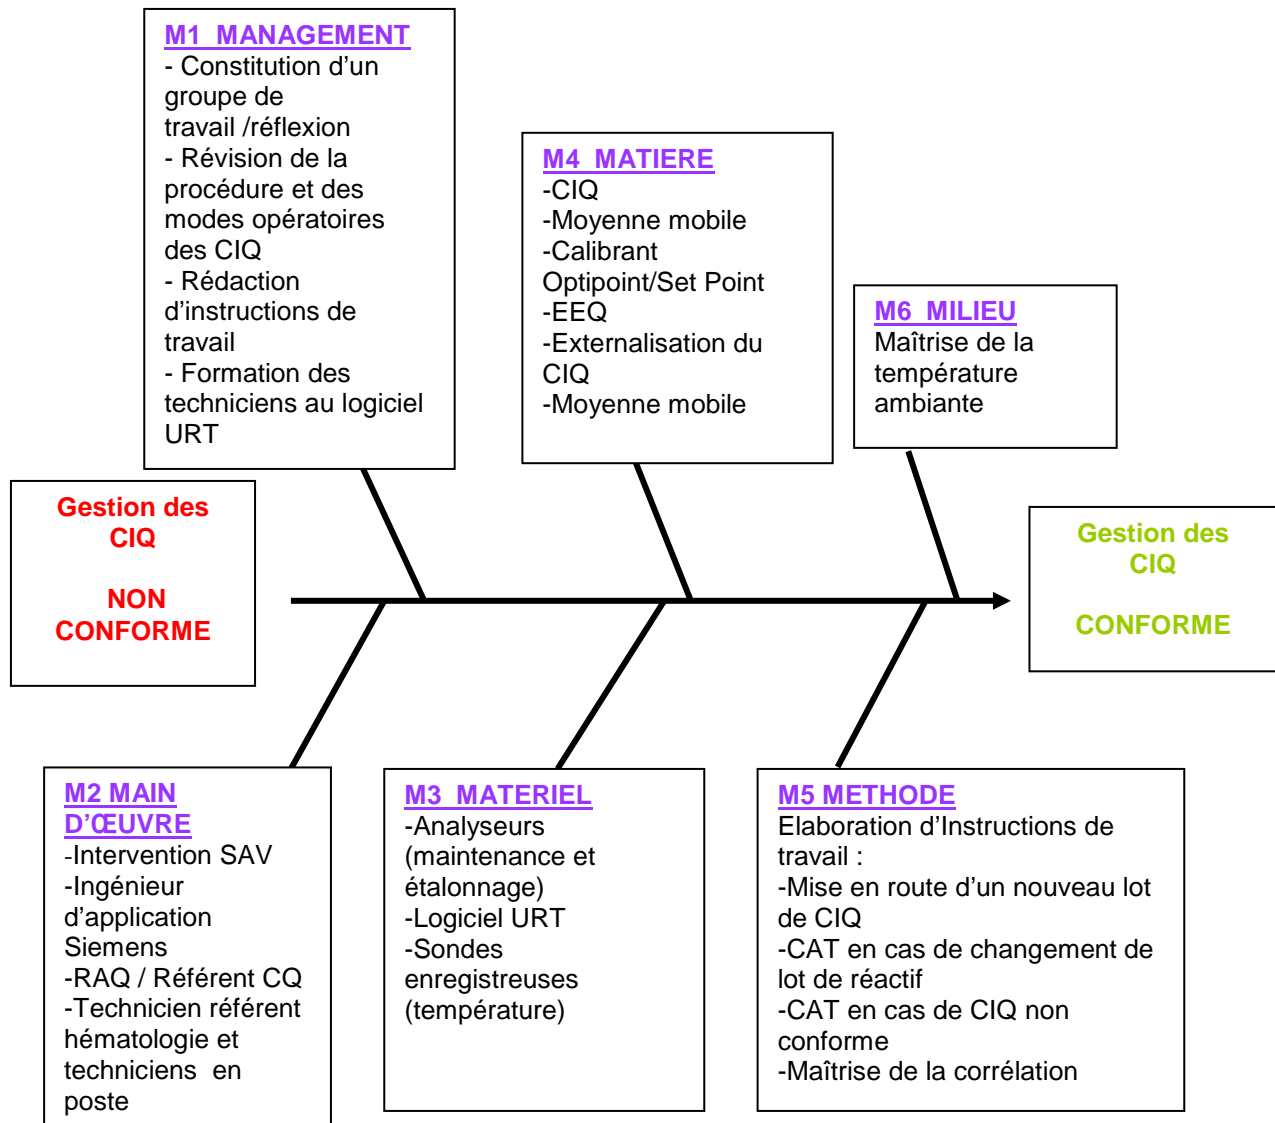 M1  MANAGEMENT
- Constitution d’un
groupe de
travail /réflexion
- Révision de la
procédure et des
modes opératoires
des CIQ
- Rédaction
d’instructions de
travail
- Formation des
techniciens au logiciel
URT
M4  MATIERE
-CIQ
-Moyenne mobile
-Calibrant
Optipoint/Set Point
-EEQ
-Externalisation du
CIQ
-Moyenne mobile
M6  MILIEU
Maîtrise de la
température
ambiante
Gestion des
CIQ
NON
CONFORME
Gestion des
CIQ
CONFORME
M2 MAIN
D’ŒUVRE
-Intervention SAV
-Ingénieur
d’application
Siemens
-RAQ / Référent CQ
-Technicien référent
hématologie et
techniciens  en
poste
M3  MATERIEL
-Analyseurs
(maintenance et
étalonnage)
-Logiciel URT
-Sondes
enregistreuses
(température)
M5 METHODE
Elaboration d’Instructions de
travail :
-Mise en route d’un nouveau lot
de CIQ
-CAT en cas de changement de
lot de réactif
-CAT en cas de CIQ non
conforme
-Maîtrise de la corrélation